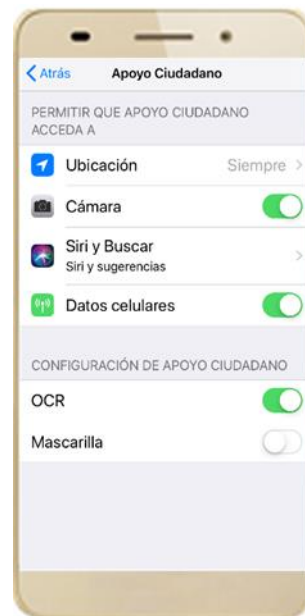 Atrás
Apoyo Ciudadano
PERMITIR QUE APOYO CIUDADANO
ACCEDA A
Ubicación
Siempre
Cámara
Siri y Buscar
Siri y sugerencias
Datos celulares
CONFIGURACIÓN DE APOYO CIUDADANO
OCR
Mascarilla